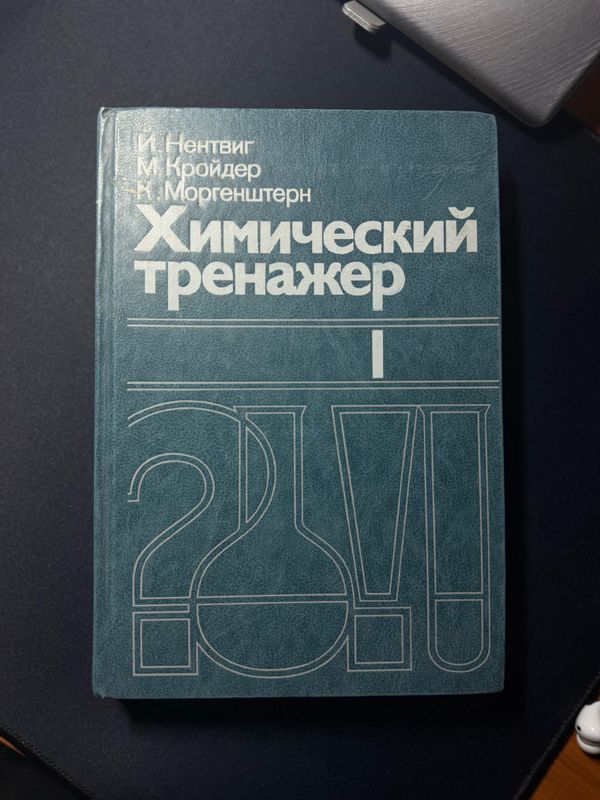 Й. Нентвиг
М. Кройдер
К. Моргенштерн
Химический
тренажер
I